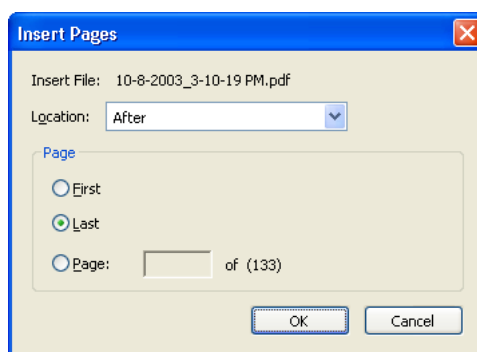 Insert Pages
Insert File: 10-8-2003_3-10-19 PM.pdf
Location: After
Page
First
Last
Page: of (133)
OK Cancel